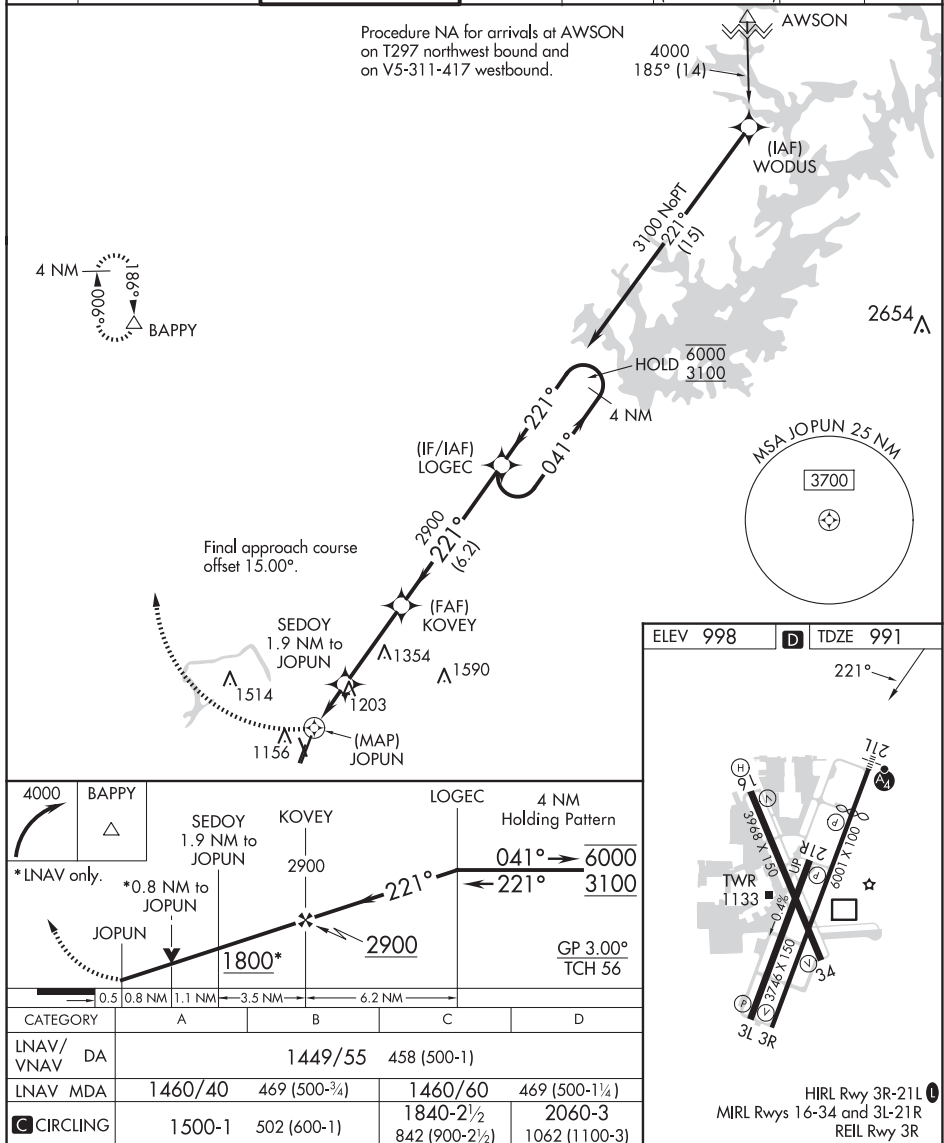 Procedure NA for arrivals at AWSON
on T297 northwest bound and
on V5-311-417 westbound.
AWSON
4000
185° (14)
(IAF)
WODUS
3100 NoPT
221°
(15)
4 NM
006°
186°
BAPPY
2654
HOLD
6000
3100
4 NM
221°
041°
(IF/IAF)
LOGEC
MSA JOPUN 25 NM
3700
2900
221°
(6.2)
Final approach course
offset 15.00°.
(FAF)
KOVEY
SEDOY
1.9 NM to
JOPUN
1354
1590
1514
1203
1156
(MAP)
JOPUN
ELEV 998
D
TDZE 991
221°
21L
A4
H
16
V
3968 X 150
P
UP
21R
P
6001 X 100
TWR
1133
0.4%
3746 X 150
V
34
P
V
3L
3R
HIRL Rwy 3R-21L L
MIRL Rwys 16-34 and 3L-21R
REIL Rwy 3R
4000
BAPPY
*LNAV only.
JOPUN
*0.8 NM to
JOPUN
SEDOY
1.9 NM to
JOPUN
KOVEY
2900
LOGEC
4 NM
Holding Pattern
041°
6000
221°
3100
221°
1800*
2900
GP 3.00°
TCH 56
0.5
0.8 NM
1.1 NM
3.5 NM
6.2 NM
CATEGORY A B C D
LNAV/
VNAV DA 1449/55 458 (500-1)
LNAV MDA 1460/40 469 (500-¾) 1460/60 469 (500-1¼)
C CIRCLING 1500-1 502 (600-1) 1840-2½ 2060-3
842 (900-2½) 1062 (1100-3)